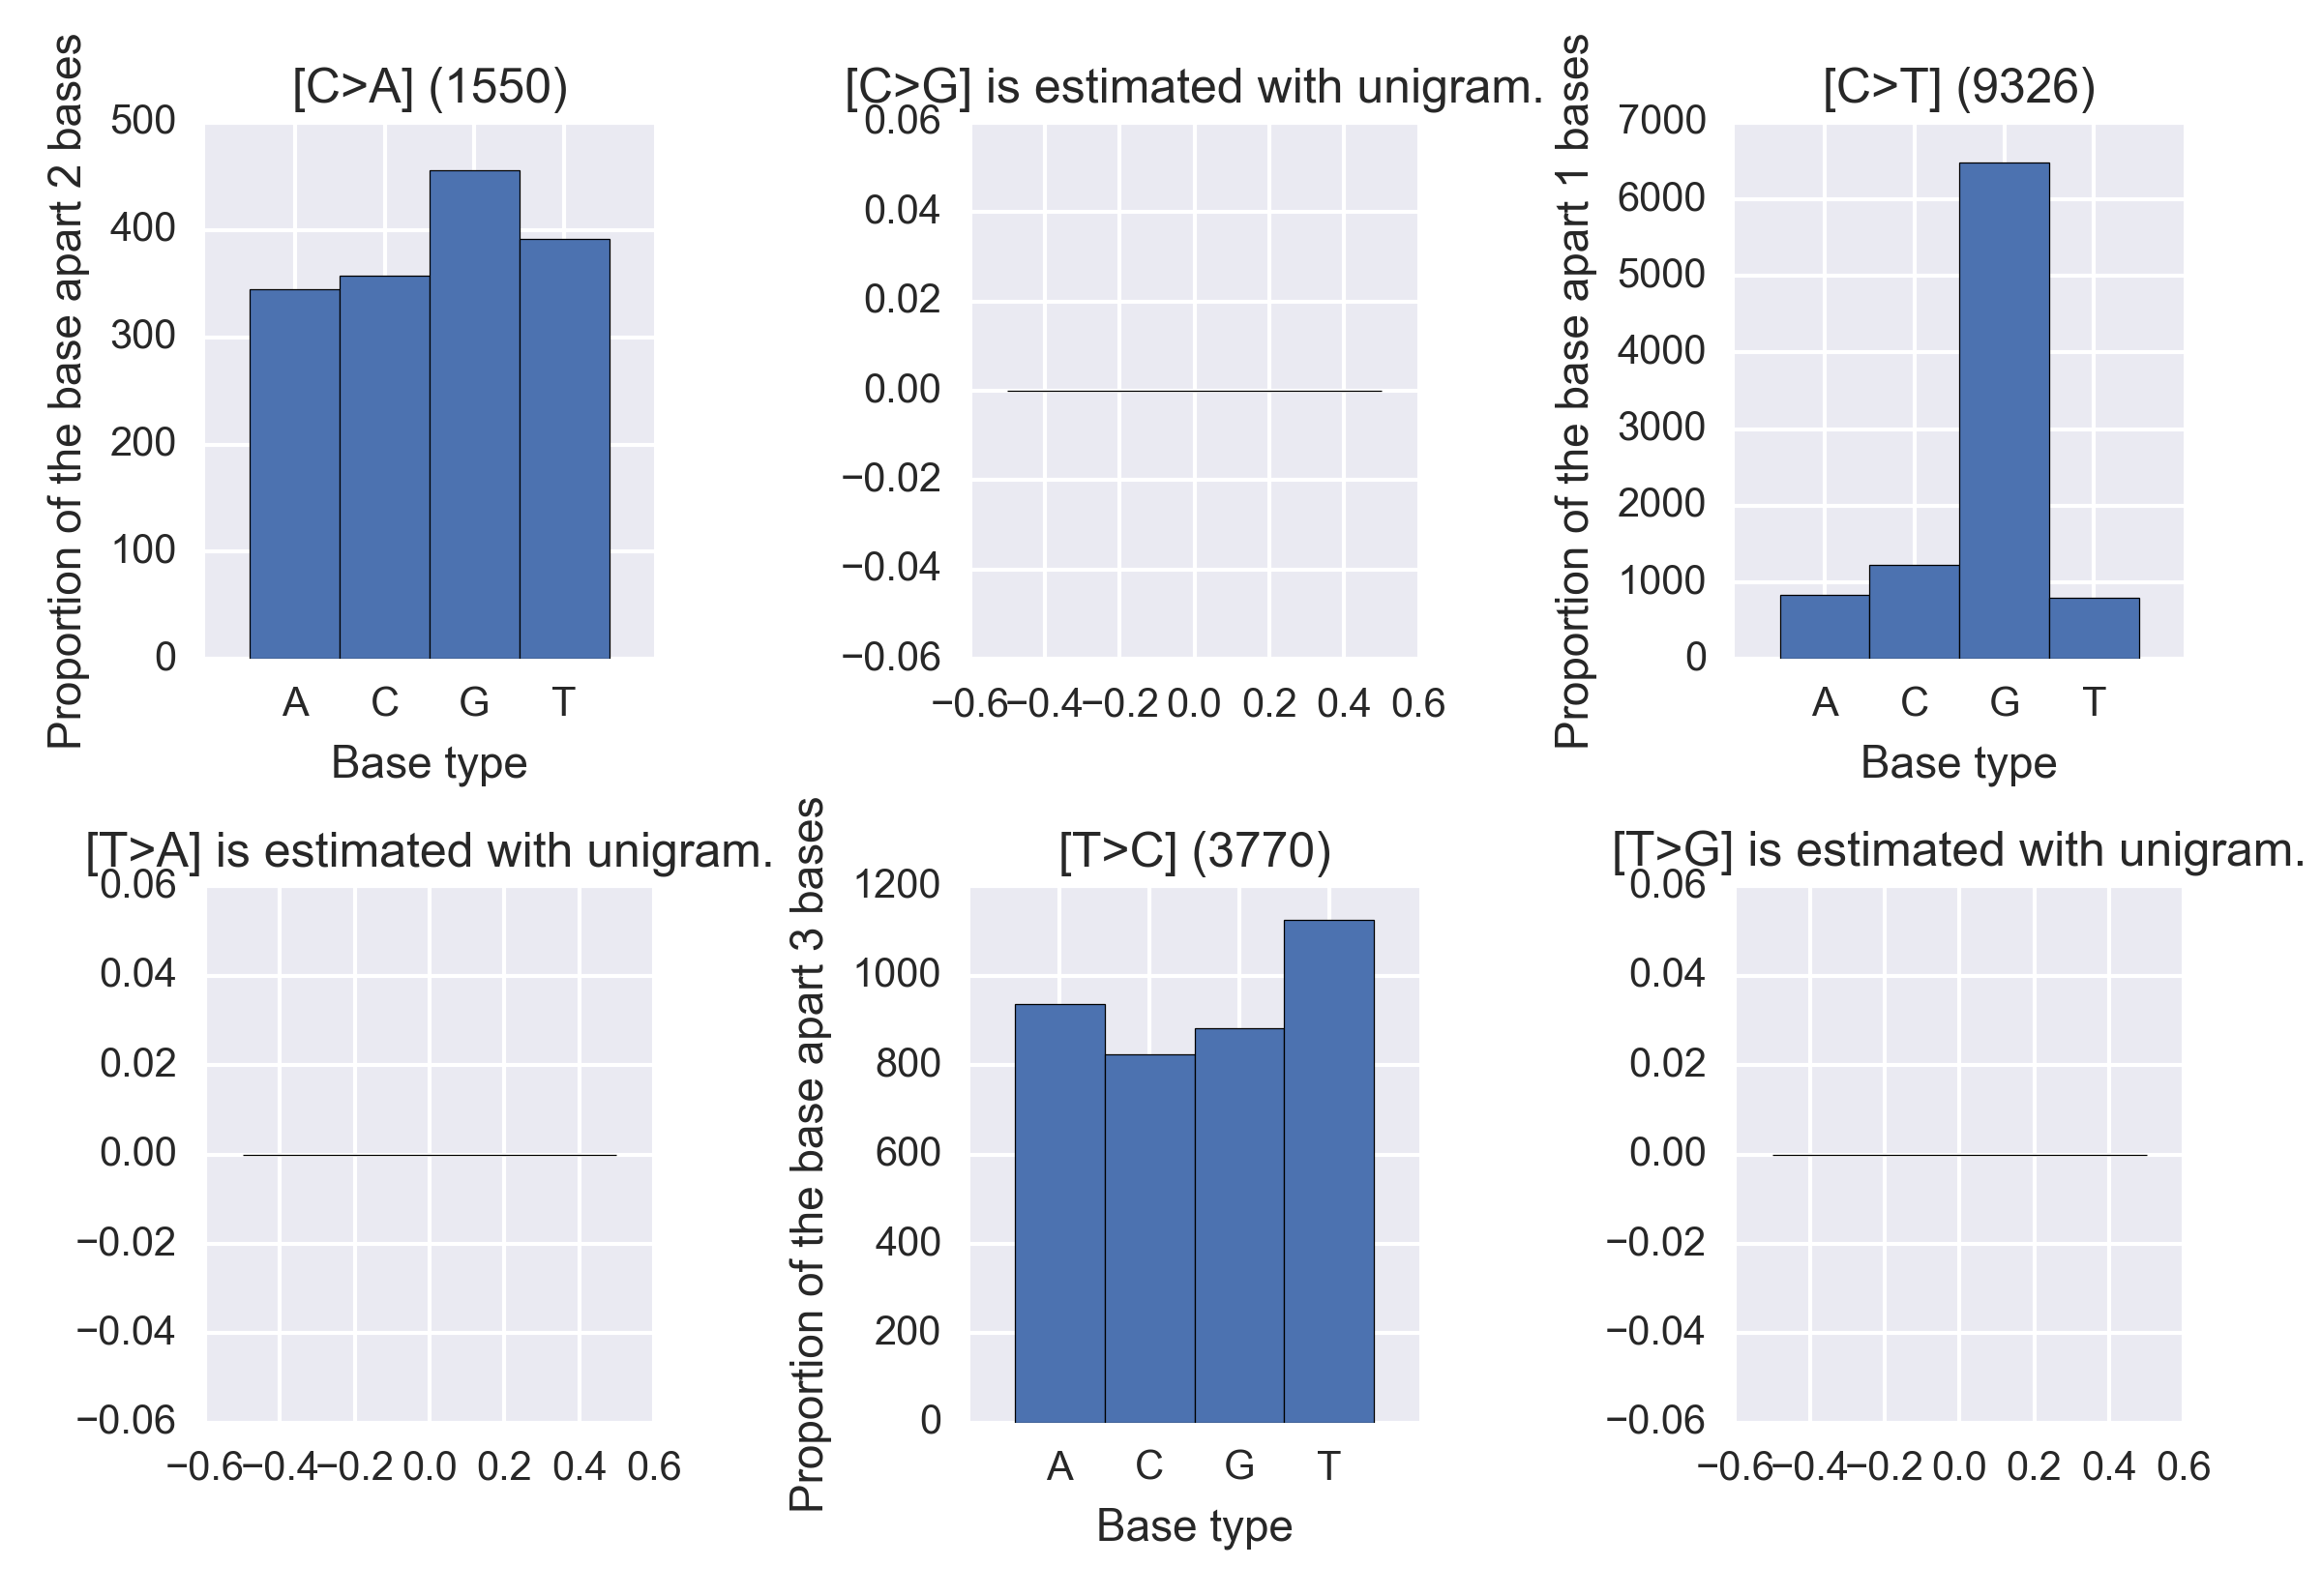 [C>A] (1550)
Proportion of the base apart 2 bases
500
400
300
200
100
0
A C G T
Base type
[C>G] is estimated with unigram.
0.06
0.04
0.02
0.00
−0.02
−0.04
−0.06
−0.6 −0.4 −0.2 0.0 0.2 0.4 0.6
[C>T] (9326)
Proportion of the base apart 1 bases
7000
6000
5000
4000
3000
2000
1000
0
A C G T
Base type
[T>A] is estimated with unigram.
0.06
0.04
0.02
0.00
−0.02
−0.04
−0.06
−0.6 −0.4 −0.2 0.0 0.2 0.4 0.6
[T>C] (3770)
Proportion of the base apart 3 bases
1200
1000
800
600
400
200
0
A C G T
Base type
[T>G] is estimated with unigram.
0.06
0.04
0.02
0.00
−0.02
−0.04
−0.06
−0.6 −0.4 −0.2 0.0 0.2 0.4 0.6